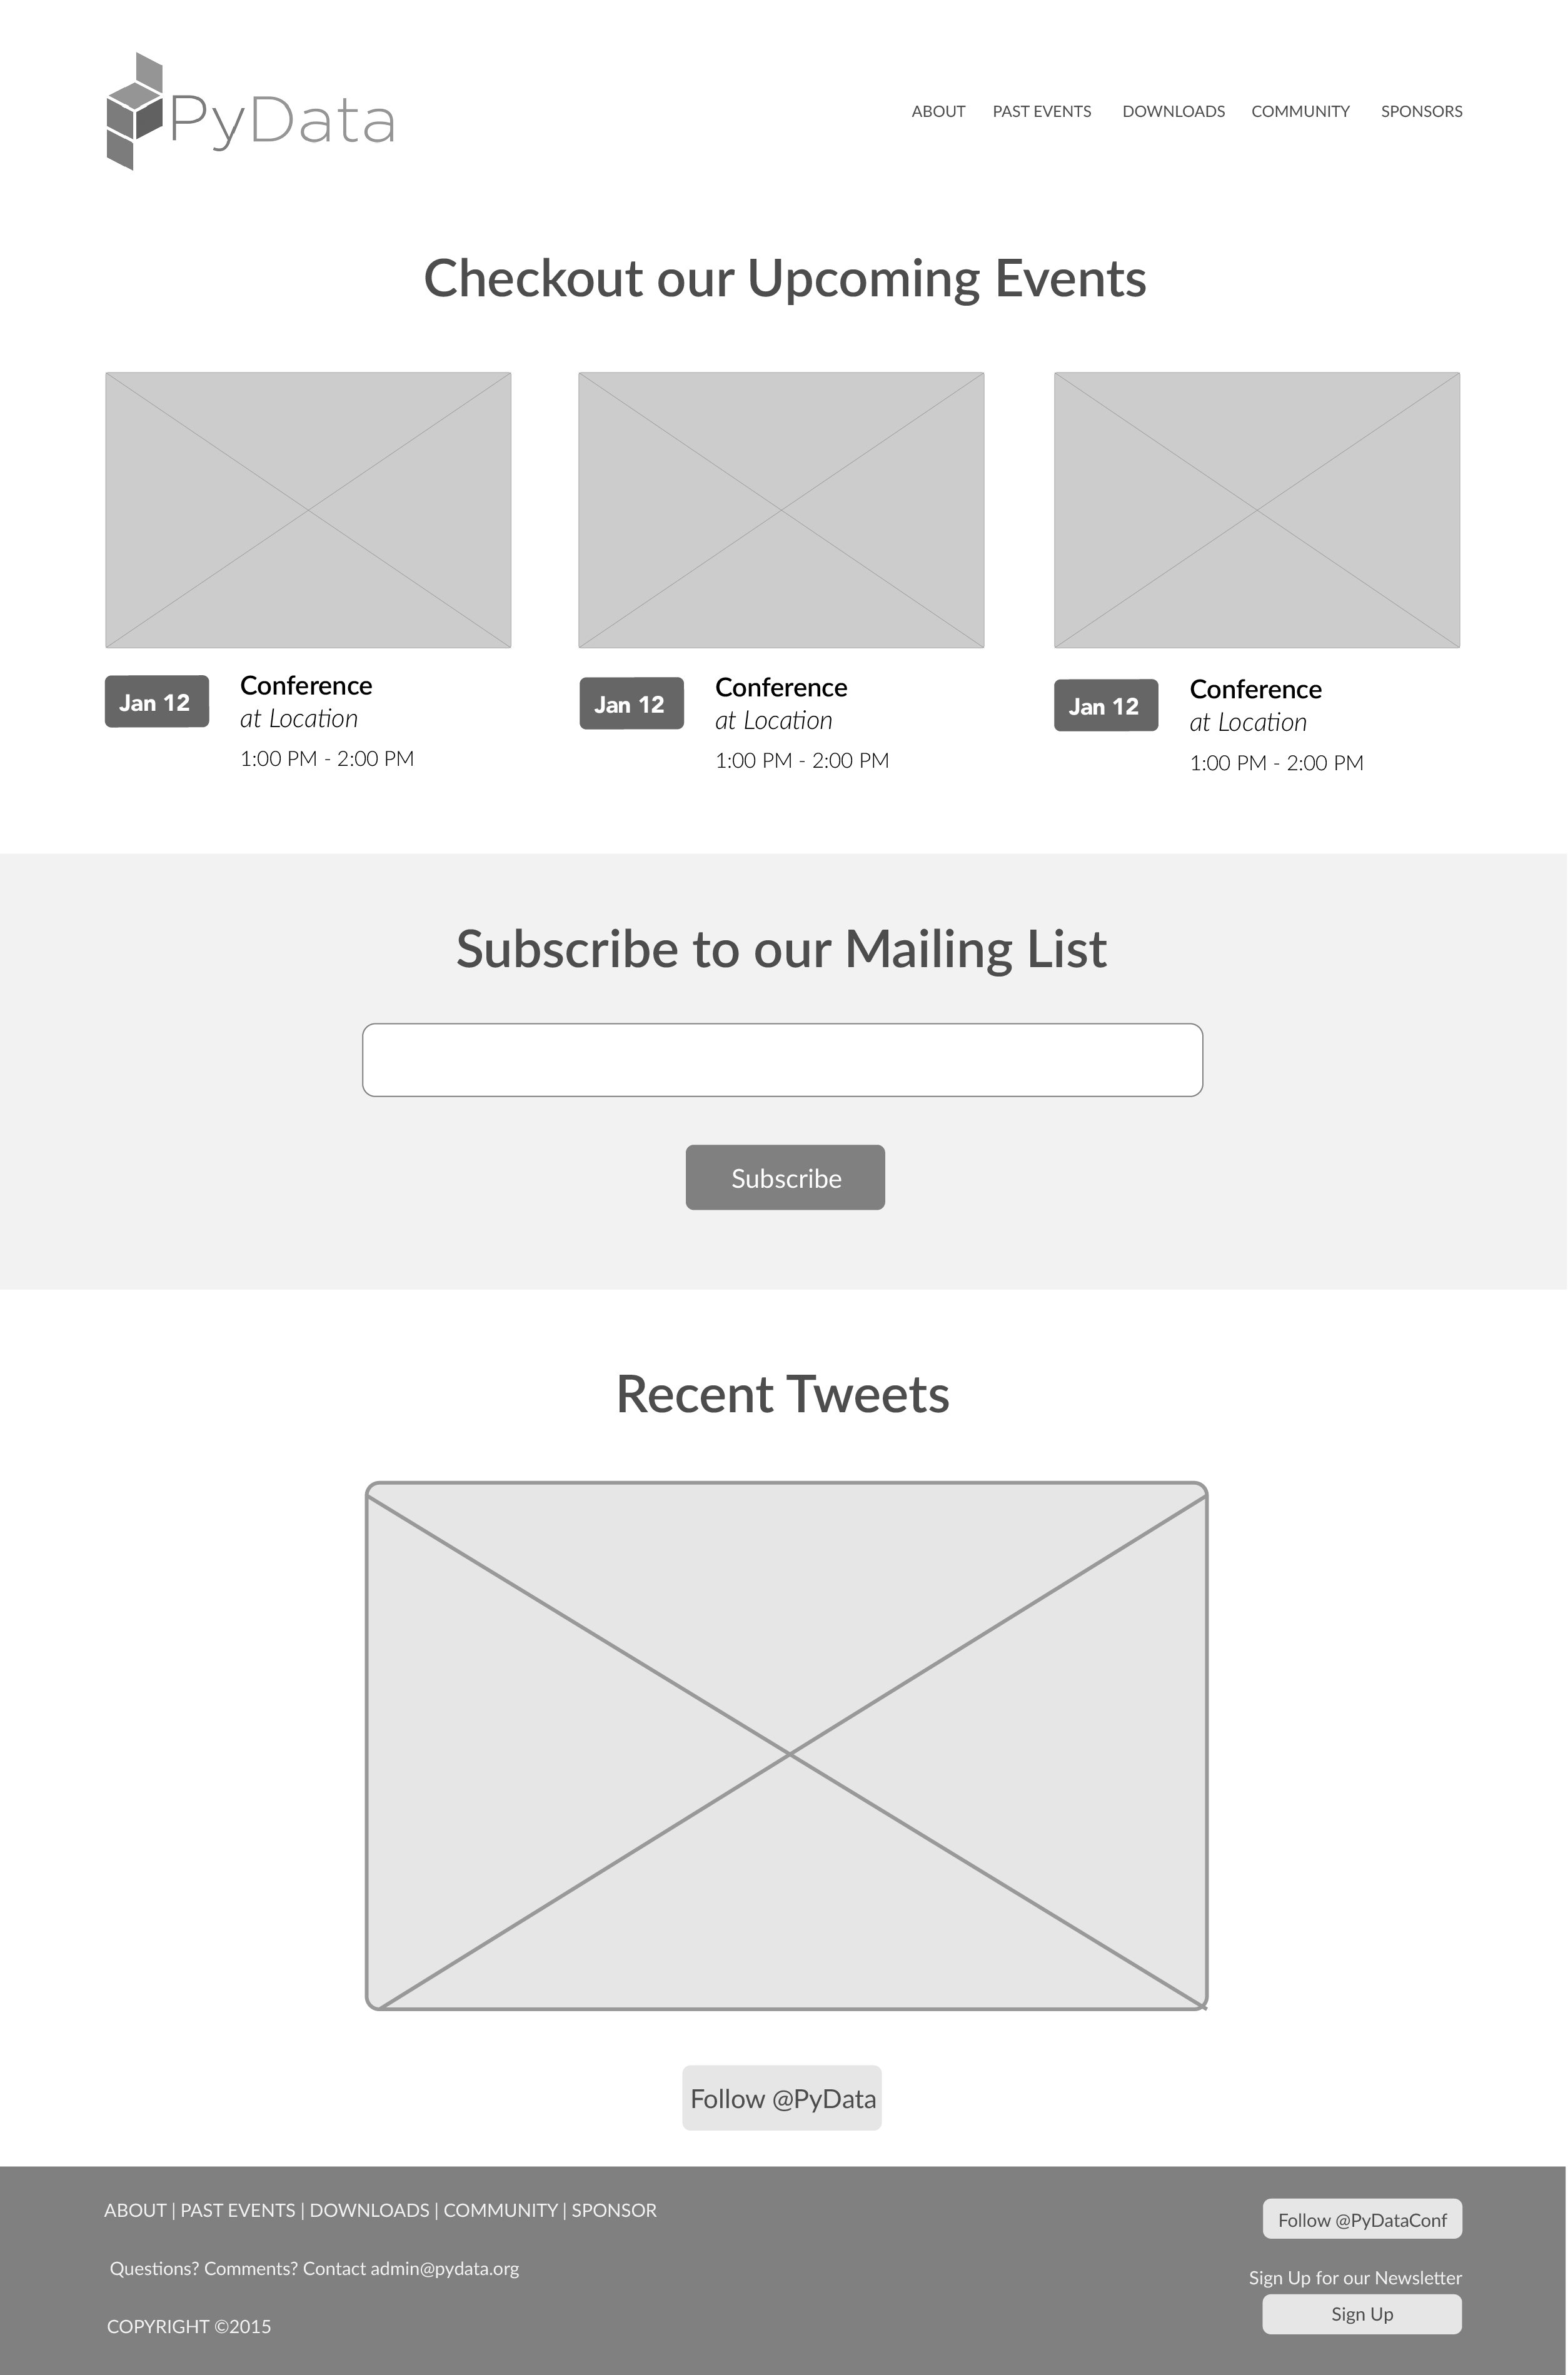 PyData
ABOUT PAST EVENTS DOWNLOADS COMMUNITY SPONSORS
Checkout our Upcoming Events
Jan 12
Conference
at Location
1:00 PM - 2:00 PM
Jan 12
Conference
at Location
1:00 PM - 2:00 PM
Jan 12
Conference
at Location
1:00 PM - 2:00 PM
Subscribe to our Mailing List
Subscribe
Recent Tweets
Follow @PyData
ABOUT | PAST EVENTS | DOWNLOADS | COMMUNITY | SPONSOR
Questions? Comments? Contact admin@pydata.org
COPYRIGHT ©2015
Follow @PyDataConf
Sign Up for our Newsletter
Sign Up